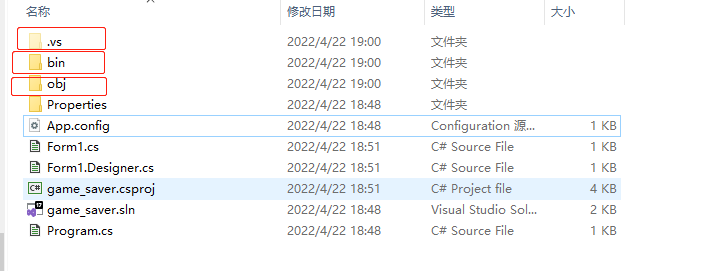 名称 修改日期 类型 大小
.vs 2022/4/22 19:00 文件夹
bin 2022/4/22 19:00 文件夹
obj 2022/4/22 19:00 文件夹
Properties 2022/4/22 18:48 文件夹
App.config 2022/4/22 18:48 Configuration 源... 1 KB
Form1.cs 2022/4/22 18:51 C# Source File 1 KB
Form1.Designer.cs 2022/4/22 18:51 C# Source File 2 KB
C# game_saver.csproj 2022/4/22 18:51 C# Project file 4 KB
game_saver.sln 2022/4/22 18:48 Visual Studio Sol... 2 KB
Program.cs 2022/4/22 18:48 C# Source File 1 KB